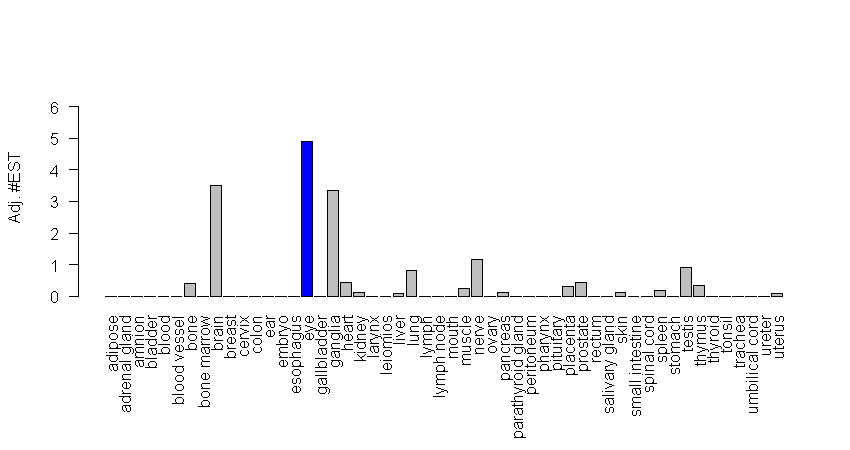 Adj. #EST
6
5
4
3
2
1
0
adipose
adrenal gland
amnion
bladder
blood
blood vessel
bone
bone marrow
brain
breast
cervix
colon
ear
embryo
esophagus
eye
gallbladder
ganglia
heart
kidney
larynx
leiomios
liver
lung
lymph
lymph node
mouth
muscle
nerve
ovary
pancreas
parathyroid gland
peritoneum
pharynx
pituitary
placenta
prostate
rectum
salivary gland
skin
small intestine
spinal cord
spleen
stomach
testis
thymus
thyroid
tonsil
trachea
umbilical cord
ureter
uterus